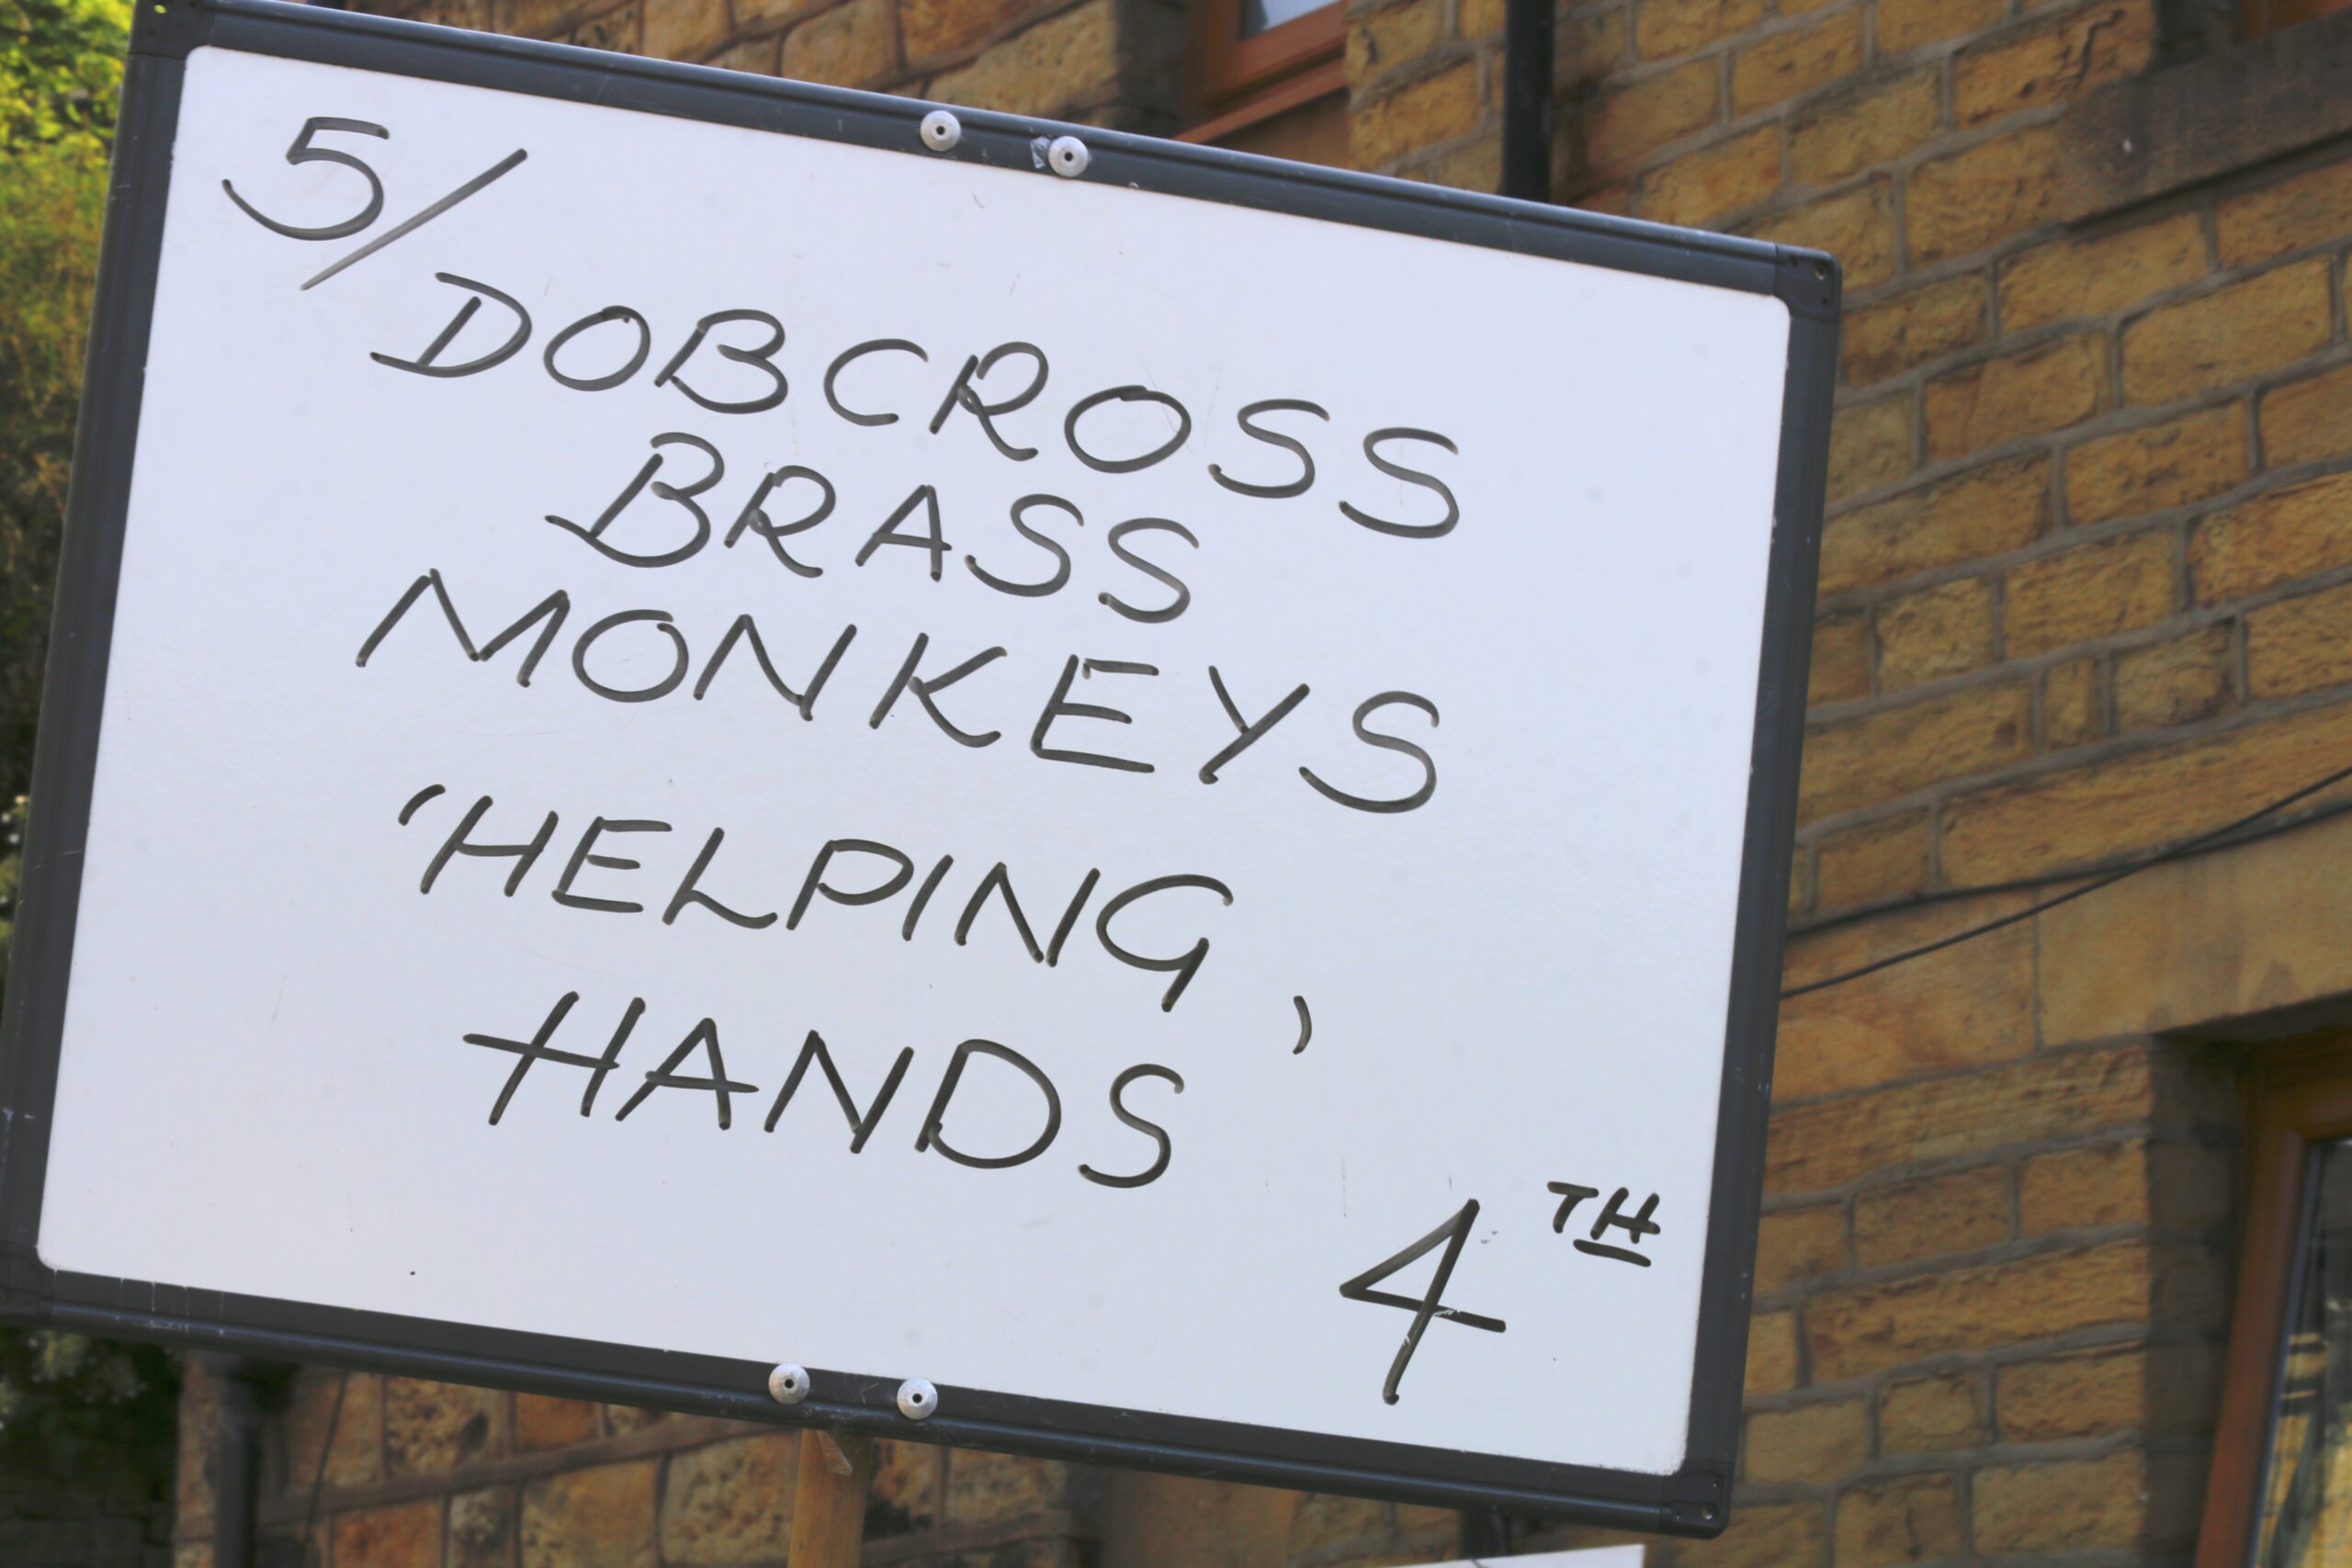 5/
DOBCROSS
BRASS
MONKEYS
'HELPING
HANDS'
4TH